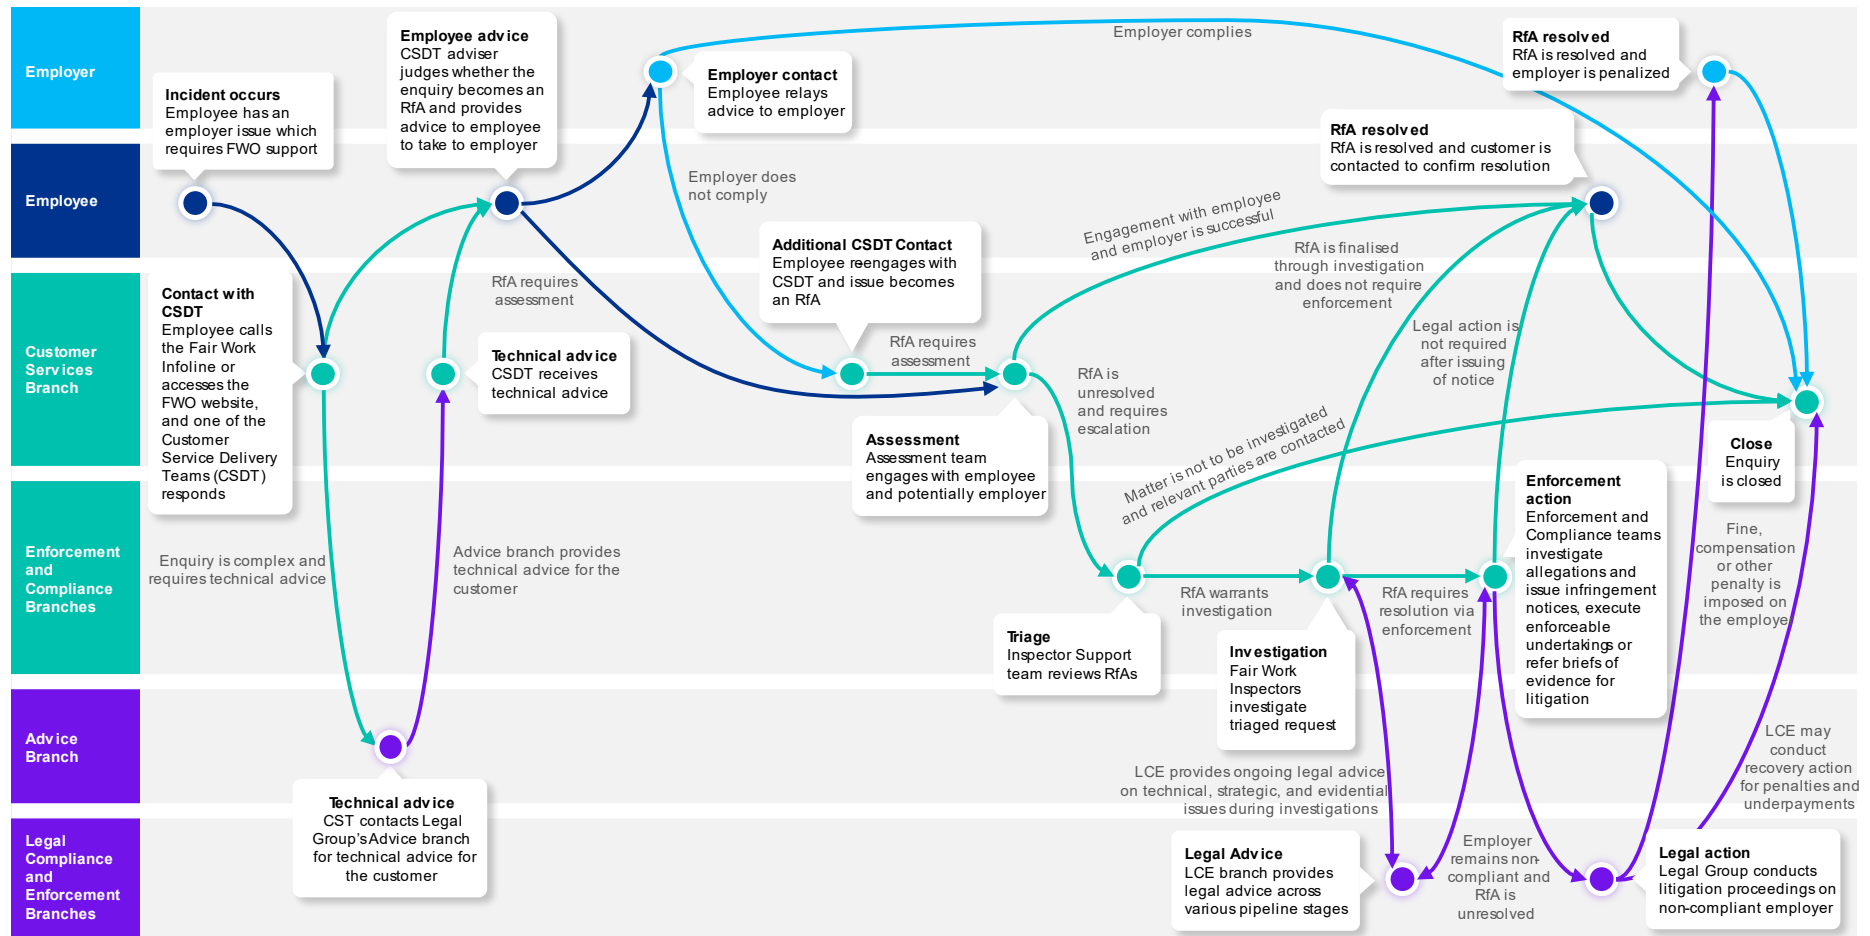 Employer
Employee
Customer
Services
Branch
Enforcement
and
Compliance
Branches
Advice
Branch
Legal
Compliance
and
Enforcement
Branches
Incident occurs
Employee has an
employer issue which
requires FWO support
Employee advice
CSDT adviser
judges whether the
enquiry becomes an
RfA and provides
advice to employee
to take to employer
Employer contact
Employee relays
advice to employer
Employer complies
RfA resolved
RfA is resolved and
employer is penalized
RfA resolved
RfA is resolved and customer is
contacted to confirm resolution
Employer does
not comply
Contact with
CSDT
Employee calls
the Fair Work
Infoline or
accesses the
FWO website,
and one of the
Customer
Service Delivery
Teams (CSDT)
responds
RfA requires
assessment
Technical advice
CSDT receives
technical advice
Additional CSDT Contact
Employee re-engages with
CSDT and issue becomes
an RfA
RfA requires
assessment
Engagement with employee
and employer is successful
RfA is finalised
through investigation
and does not require
enforcement
Legal action is
not required
after issuing
of notice
RfA is
unresolved
and requires
escalation
Assessment
Assessment team
engages with employee
and potentially employer
Matter is not to be investigated
and relevant parties are contacted
Close
Enquiry
is closed
Enquiry is complex and
requires technical advice
Advice branch provides
technical advice for the
customer
RfA warrants
investigation
RfA requires
resolution via
enforcement
Enforcement
action
Enforcement and
Compliance teams
investigate
allegations and
issue infringement
notices, execute
enforceable
undertakings or
refer briefs of
evidence for
litigation
Fine,
compensation
or other
penalty is
imposed on
the employer
Triage
Inspector Support
team reviews RfAs
Investigation
Fair Work
Inspectors
investigate
triaged request
LCE may
conduct
recovery action
for penalties and
underpayments
Technical advice
CST contacts Legal
Group's Advice branch
for technical advice for
the customer
LCE provides ongoing legal advice
on technical, strategic, and evidential
issues during investigations
Legal Advice
LCE branch provides
legal advice across
various pipeline stages
Employer
remains non-
compliant and
RfA is
unresolved
Legal action
Legal Group conducts
litigation proceedings on
non-compliant employer